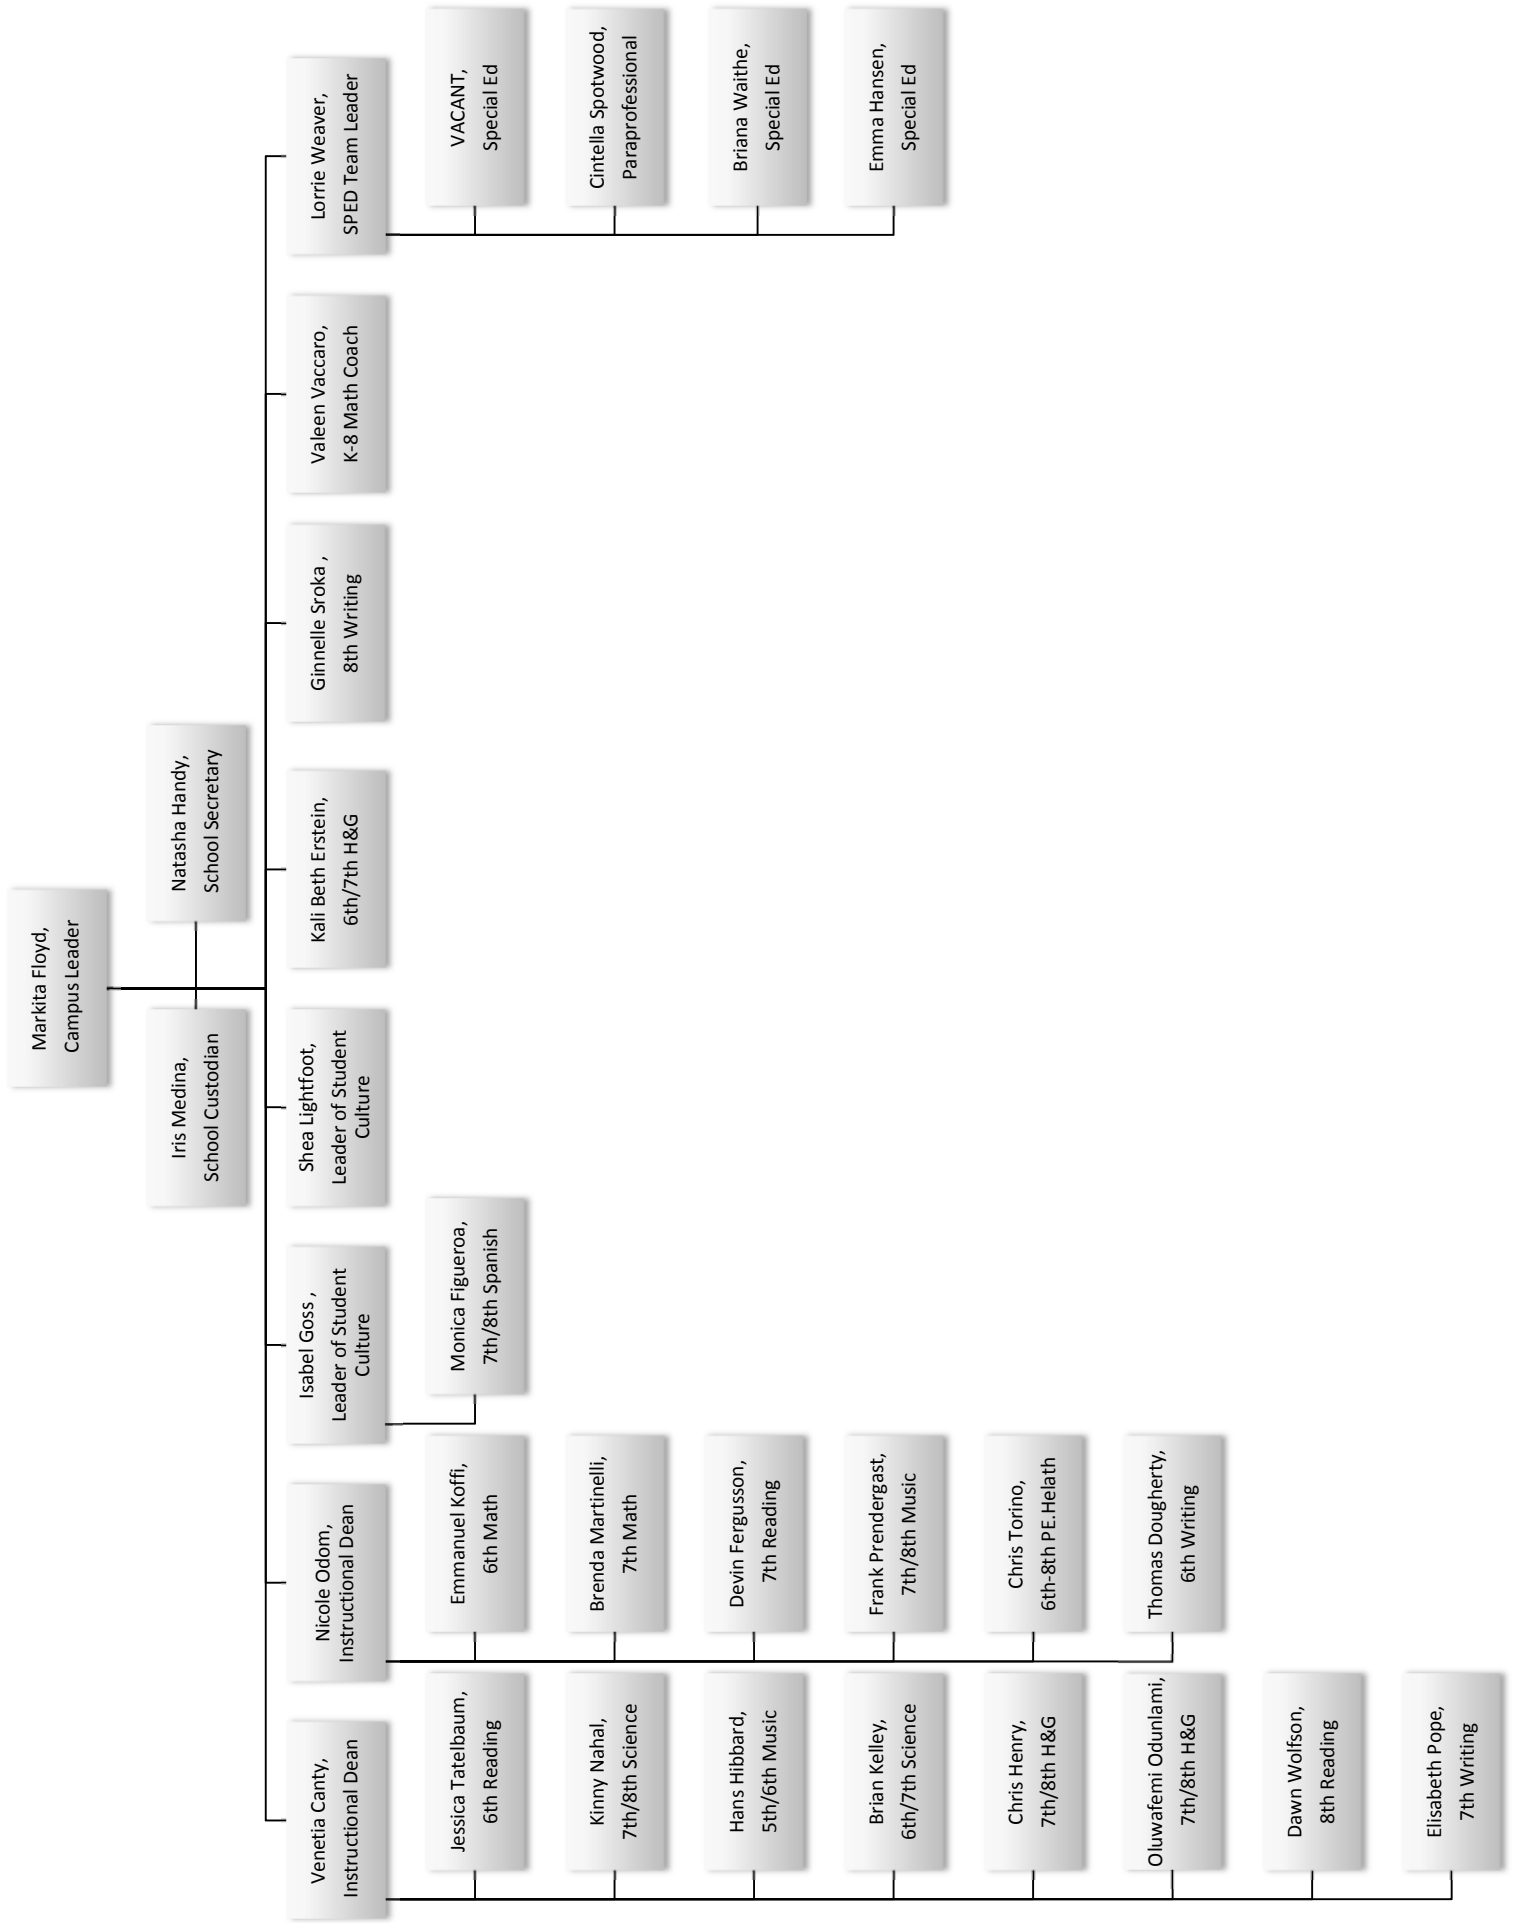 Markita Floyd,
Campus Leader
Iris Medina,
School Custodian
Natasha Handy,
School Secretary
Venetia Canty,
Instructional Dean
Jessica Tatelbaum,
6th Reading
Kinny Nahal,
7th/8th Science
Hans Hibbard,
5th/6th Music
Brian Kelley,
6th/7th Science
Chris Henry,
7th/8th H&G
Oluwafemi Odunlami,
7th/8th H&G
Dawn Wolfson,
8th Reading
Elisabeth Pope,
7th Writing
Nicole Odom,
Instructional Dean
Emmanuel Koffi,
6th Math
Brenda Martinelli,
7th Math
Devin Fergusson,
7th Reading
Frank Prendergast,
7th/8th Music
Chris Torino,
6th-8th PE.Helath
Thomas Dougherty,
6th Writing
Isabel Goss ,
Leader of Student
Culture
Monica Figueroa,
7th/8th Spanish
Shea Lightfoot,
Leader of Student
Culture
Kali Beth Erstein,
6th/7th H&G
Ginnelle Sroka ,
8th Writing
Valeen Vaccaro,
K-8 Math Coach
Lorrie Weaver,
SPED Team Leader
VACANT,
Special Ed
Cintella Spotwood,
Paraprofessional
Briana Waithe,
Special Ed
Emma Hansen,
Special Ed